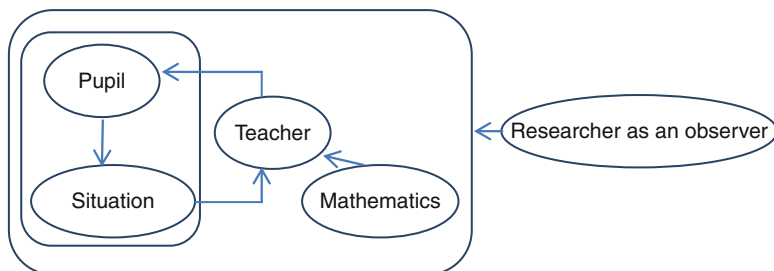 Pupil
Teacher
Researcher as an observer
Situation
Mathematics